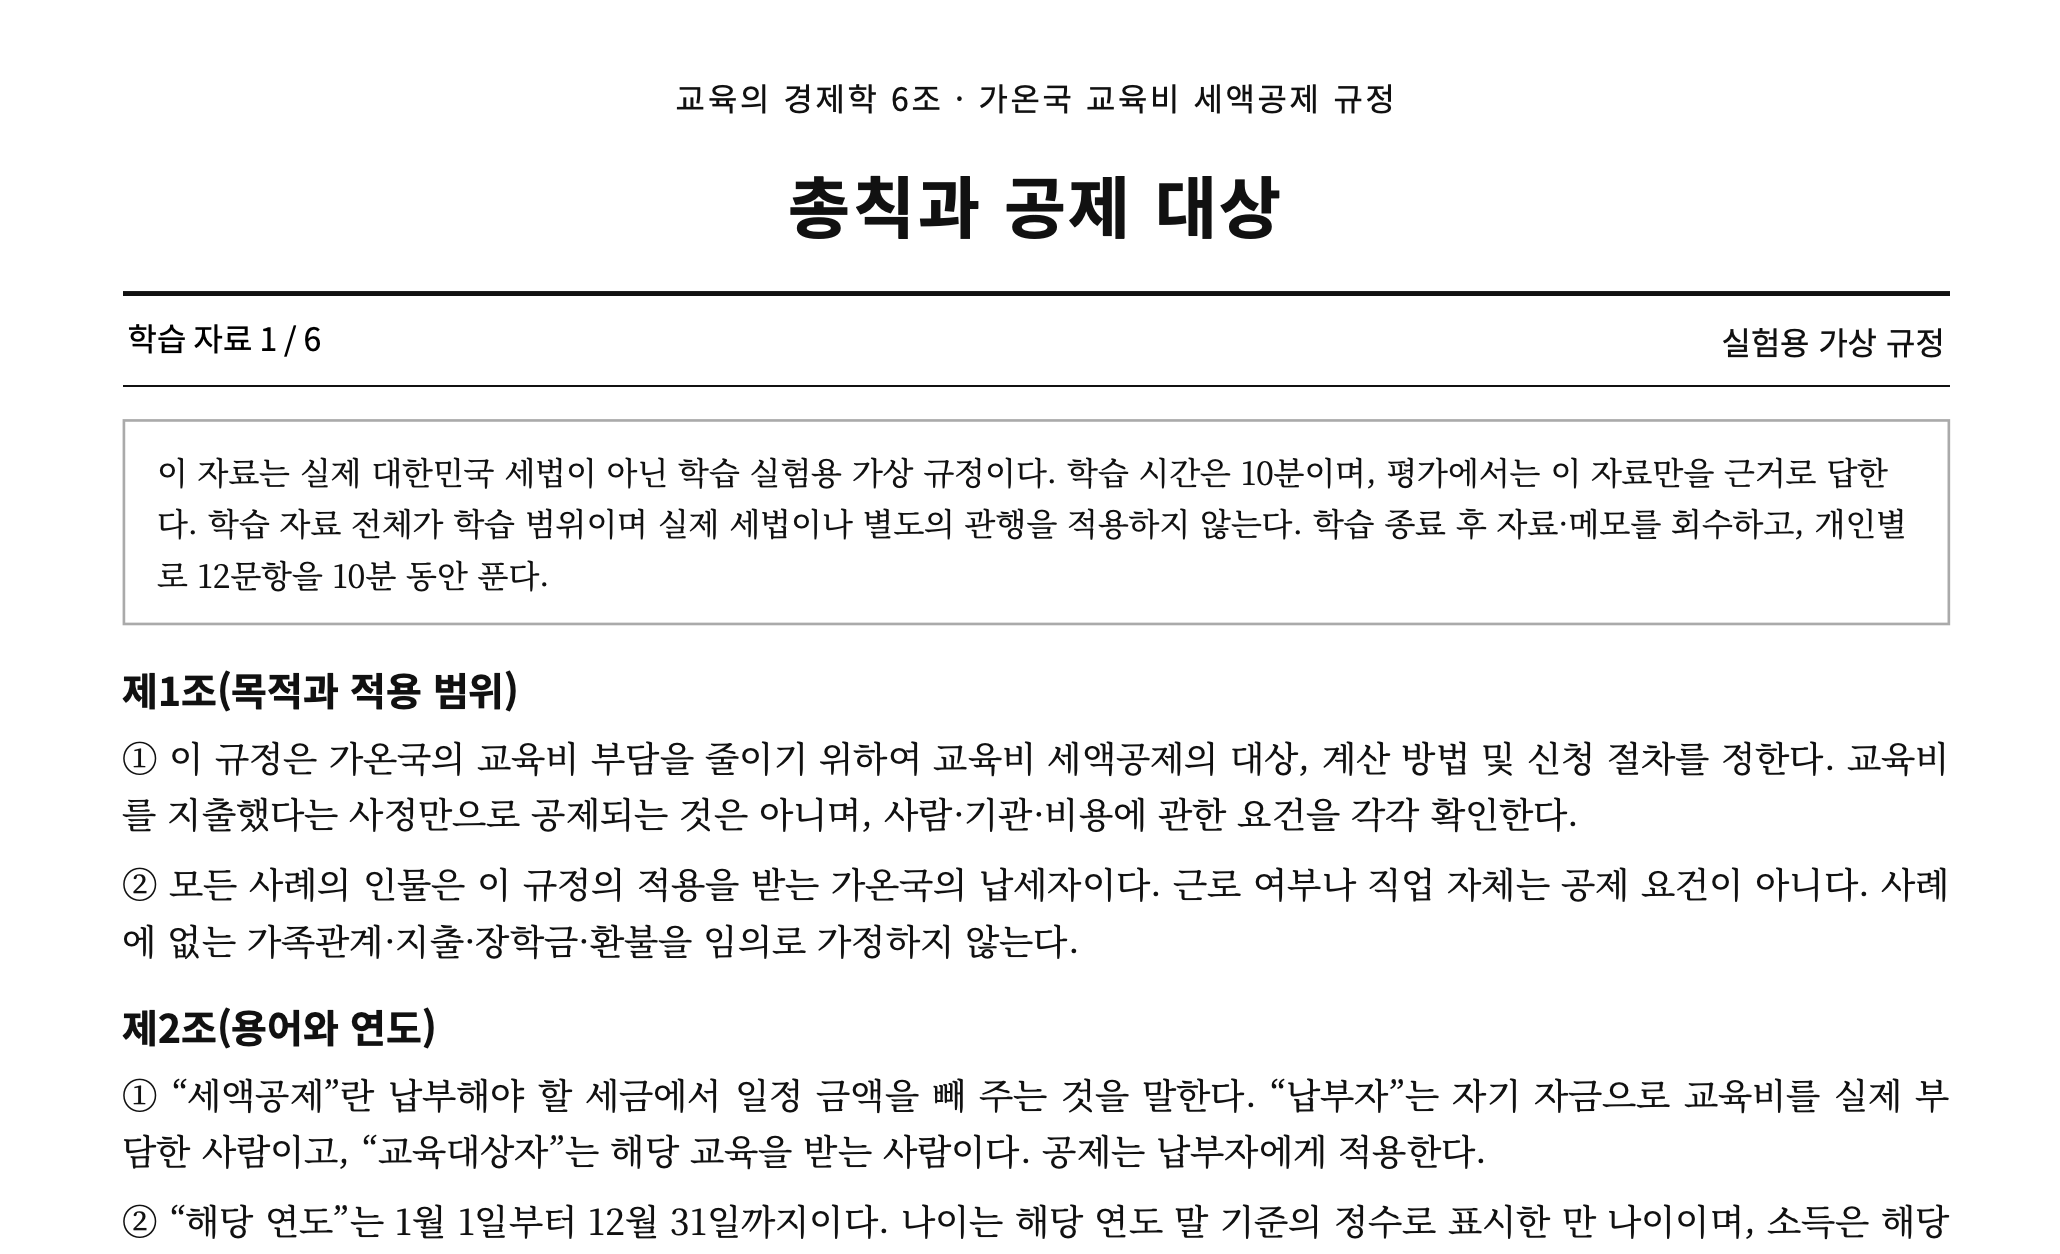 교육의 경제학 6조 · 가온국 교육비 세액공제 규정
총칙과 공제 대상
학습 자료 1 / 6
실험용 가상 규정
이 자료는 실제 대한민국 세법이 아닌 학습 실험용 가상 규정이다. 학습 시간은 10분이며, 평가에서는 이 자료만을 근거로 답한
다. 학습 자료 전체가 학습 범위이며 실제 세법이나 별도의 관행을 적용하지 않는다. 학습 종료 후 자료·메모를 회수하고, 개인별
로 12문항을 10분 동안 푼다.
제1조(목적과 적용 범위)
① 이 규정은 가온국의 교육비 부담을 줄이기 위하여 교육비 세액공제의 대상, 계산 방법 및 신청 절차를 정한다. 교육비
를 지출했다는 사정만으로 공제되는 것은 아니며, 사람·기관·비용에 관한 요건을 각각 확인한다.
② 모든 사례의 인물은 이 규정의 적용을 받는 가온국의 납세자이다. 근로 여부나 직업 자체는 공제 요건이 아니다. 사례
에 없는 가족관계·지출·장학금·환불을 임의로 가정하지 않는다.
제2조(용어와 연도)
① “세액공제”란 납부해야 할 세금에서 일정 금액을 빼 주는 것을 말한다. “납부자”는 자기 자금으로 교육비를 실제 부
담한 사람이고, “교육대상자”는 해당 교육을 받는 사람이다. 공제는 납부자에게 적용한다.
② “해당 연도”는 1월 1일부터 12월 31일까지이다. 나이는 해당 연도 말 기준의 정수로 표시한 만 나이이며, 소득은 해당